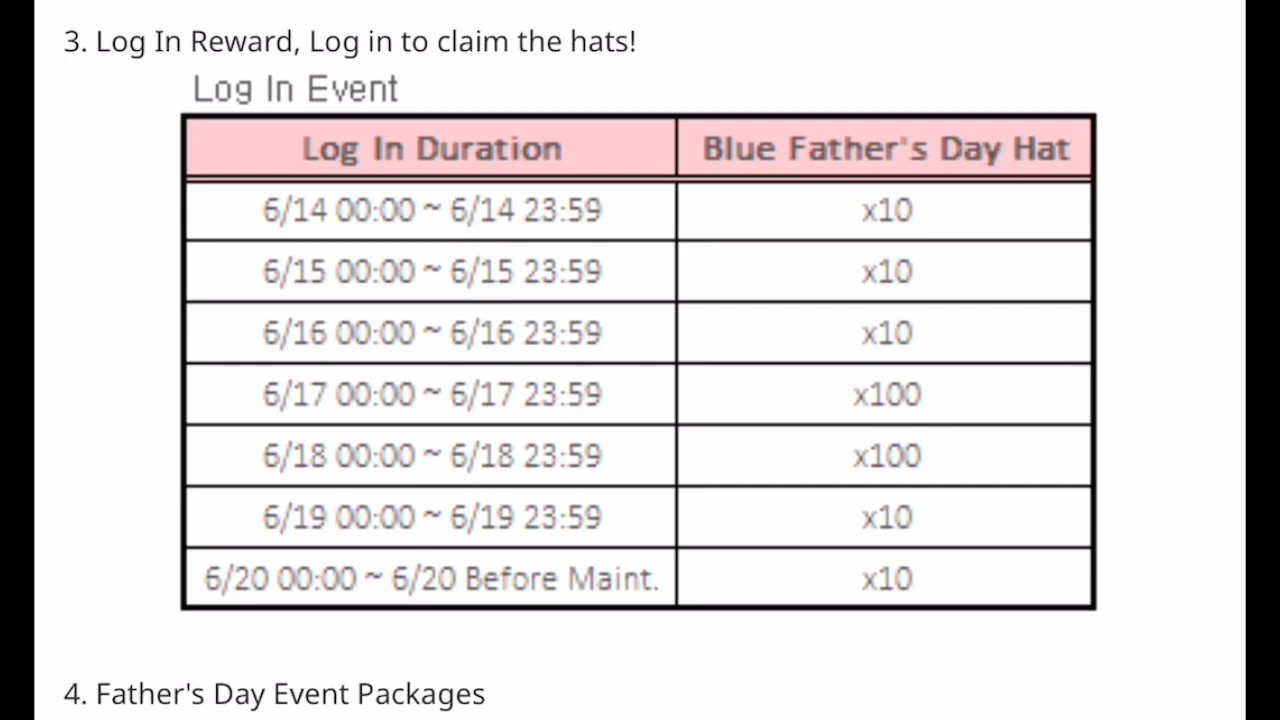 3. Log In Reward, Log in to claim the hats!
Log In Event
Log In Duration Blue Father's Day Hat
6/14 00:00 ~ 6/14 23:59 x10
6/15 00:00 ~ 6/15 23:59 x10
6/16 00:00 ~ 6/16 23:59 x10
6/17 00:00 ~ 6/17 23:59 x100
6/18 00:00 ~ 6/18 23:59 x100
6/19 00:00 ~ 6/19 23:59 x10
6/20 00:00 ~ 6/20 Before Maint. x10
4. Father's Day Event Packages